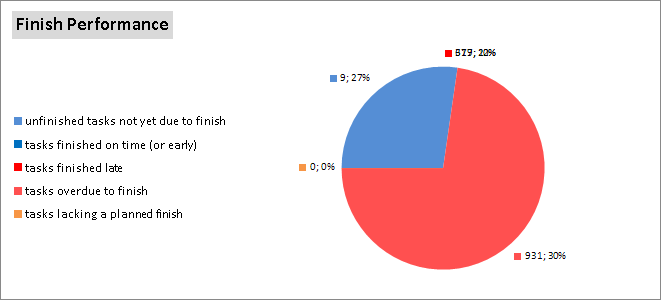 Finish Performance
9; 27%
unfinished tasks not yet due to finish
tasks finished on time (or early)
tasks finished late
0; 0%
tasks overdue to finish
tasks lacking a planned finish
931; 30%